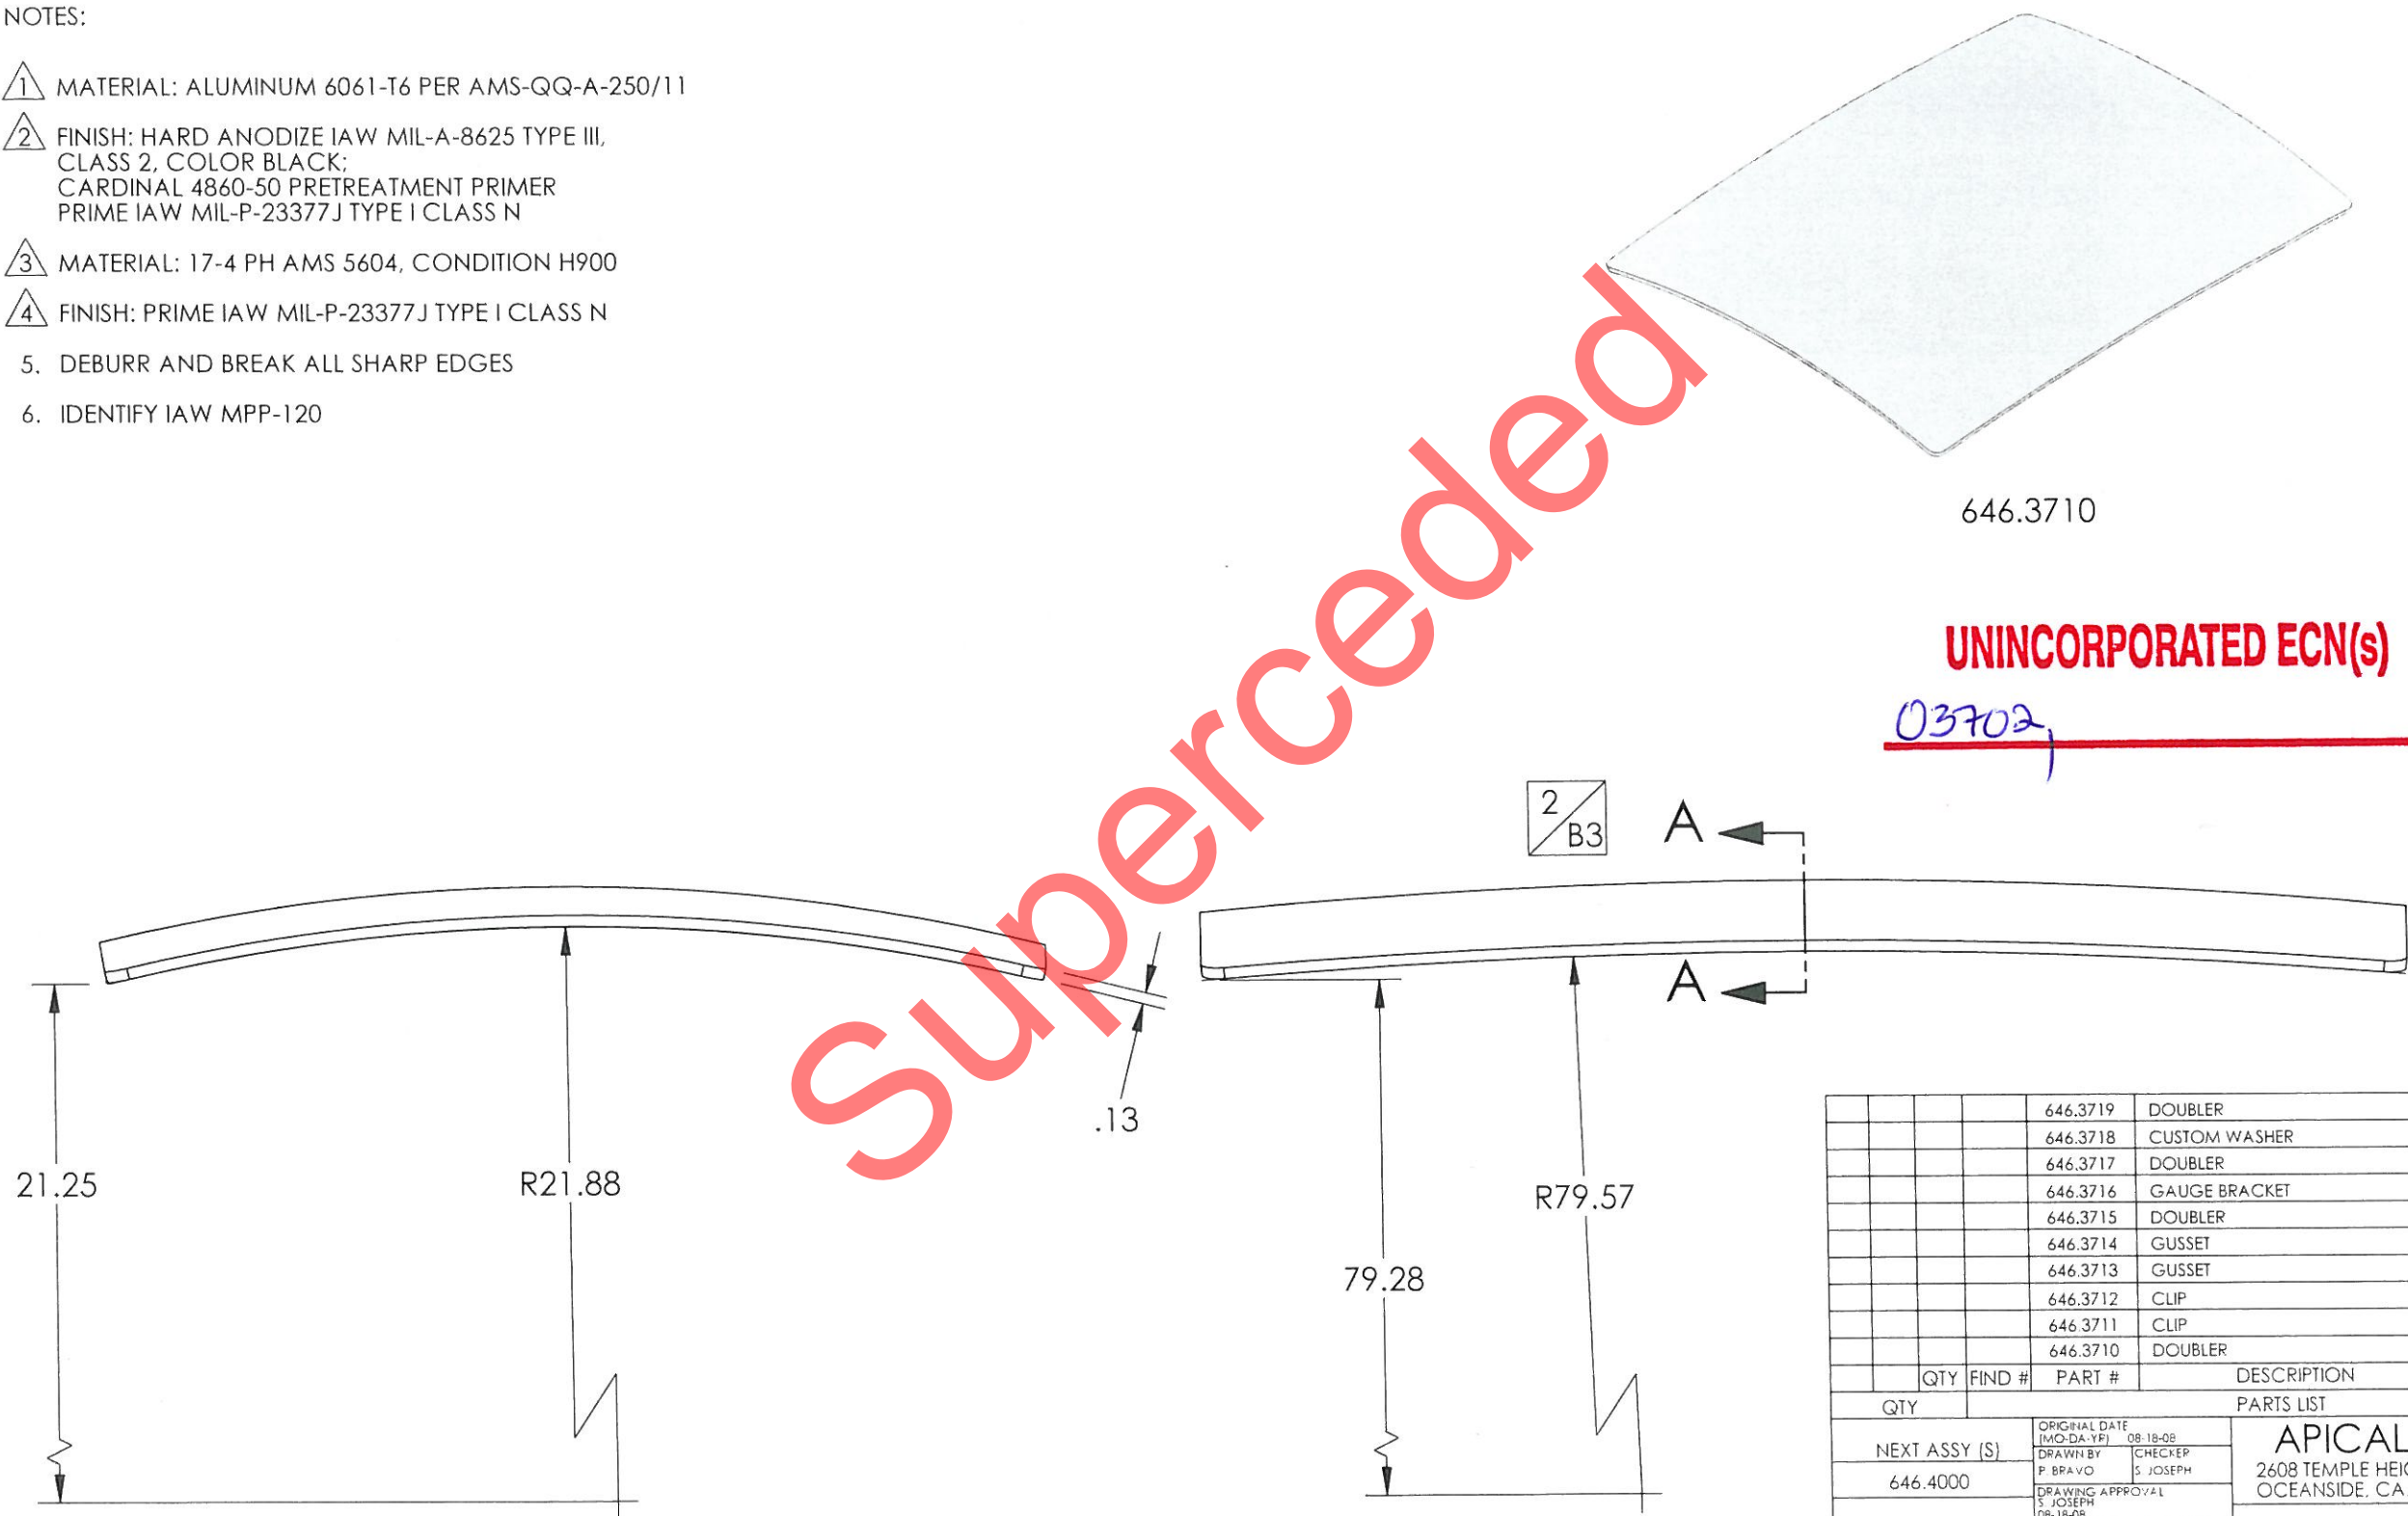 NOTES:
1 MATERIAL: ALUMINUM 6061-T6 PER AMS-QQ-A-250/11
2 FINISH: HARD ANODIZE IAW MIL-A-8625 TYPE III,
CLASS 2, COLOR BLACK;
CARDINAL 4860-50 PRETREATMENT PRIMER
PRIME IAW MIL-P-23377J TYPE I CLASS N
3 MATERIAL: 17-4 PH AMS 5604, CONDITION H900
4 FINISH: PRIME IAW MIL-P-23377J TYPE I CLASS N
5. DEBURR AND BREAK ALL SHARP EDGES
6. IDENTIFY IAW MPP-120
646.3710
UNINCORPORATED ECN(s)
03702,
Superceded
2
B3
A
A
.13
21.25
R21.88
R79.57
79.28
646.3719 DOUBLER
646.3718 CUSTOM WASHER
646.3717 DOUBLER
646.3716 GAUGE BRACKET
646.3715 DOUBLER
646.3714 GUSSET
646.3713 GUSSET
646.3712 CLIP
646.3711 CLIP
646.3710 DOUBLER
QTY FIND # PART # DESCRIPTION
QTY PARTS LIST
NEXT ASSY (S)
646.4000
ORIGINAL DATE
(MO-DA-YR) 08-18-08
DRAWN BY CHECKER
P BRAVO S JOSEPH
DRAWING APPROVAL
S. JOSEPH
08-18-08
APICAL
2608 TEMPLE HEI
OCEANSIDE, CA